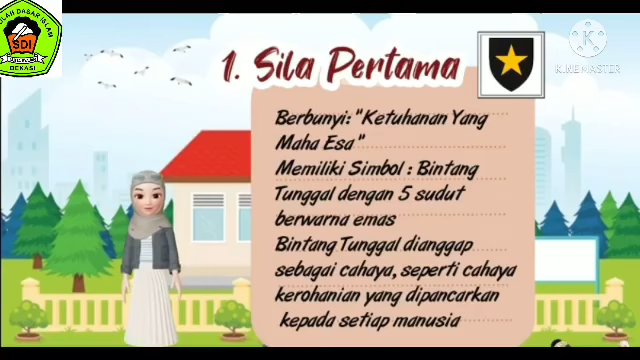 SDI
BEKASI
1. Sila Pertama
KINEMASTER
Berbunyi: "Ketuhanan Yang
Maha Esa"
Memiliki Simbol : Bintang
Tunggal dengan 5 sudut
berwarna emas
Bintang Tunggal dianggap
sebagai cahaya, seperti cahaya
kerohanian yang dipancarkan
kepada setiap manusia